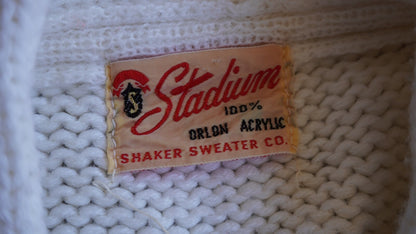 Stadium
100%
ORLON ACRYLIC
SHAKER SWEATER CO.